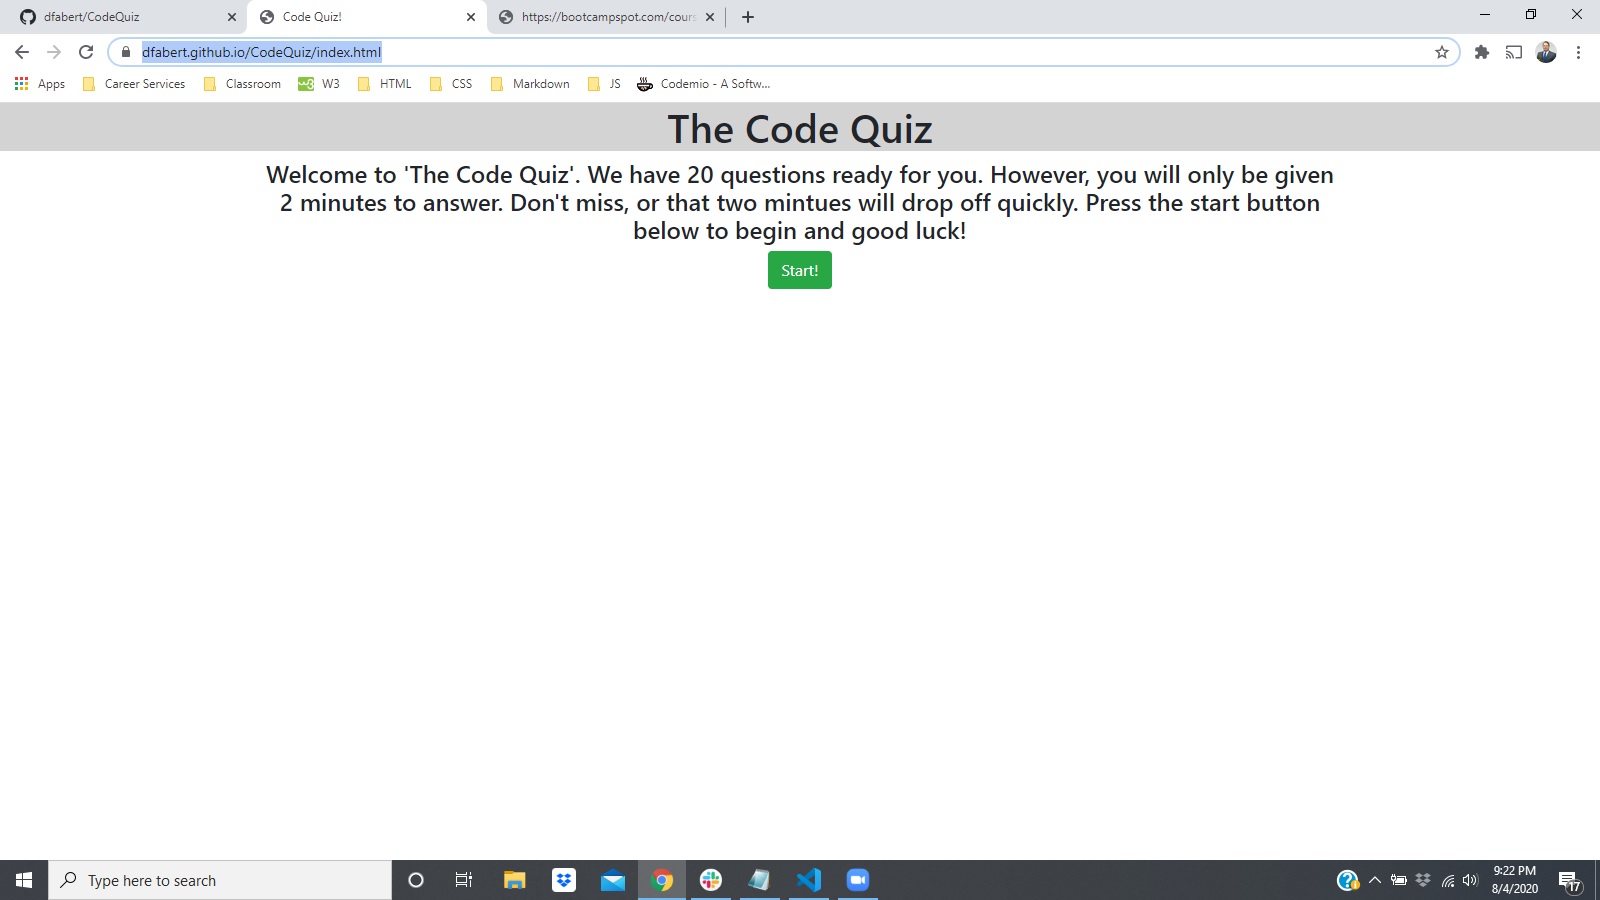 dfabert/CodeQuiz
Code Quiz!
https://bootcampspot.com/cours
dfabert.github.io/CodeQuiz/index.html
Apps Career Services Classroom W3 HTML CSS Markdown JS Codemio - A Softw...
The Code Quiz
Welcome to 'The Code Quiz'. We have 20 questions ready for you. However, you will only be given
2 minutes to answer. Don't miss, or that two mintues will drop off quickly. Press the start button
below to begin and good luck!
Start!
Type here to search
9:22 PM
8/4/2020
17